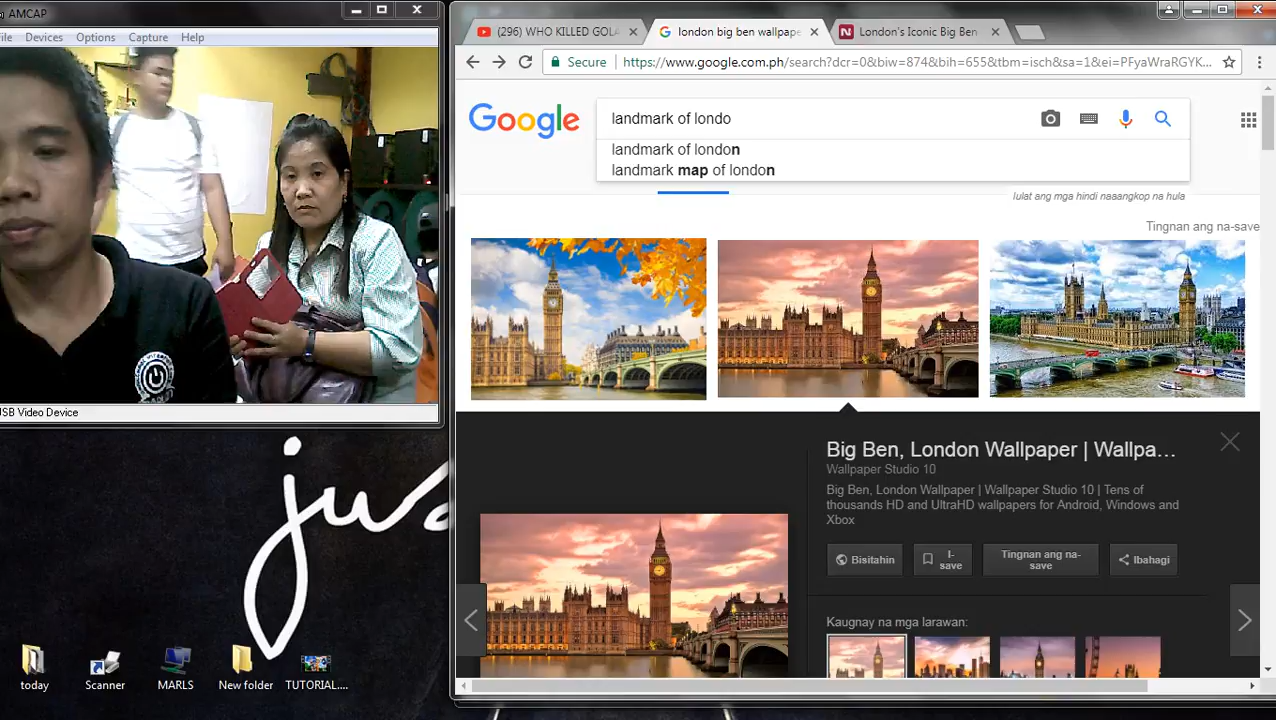 AMCAP
Devices Options Capture Help
SB Video Device
(296) WHO KILLED GOLA
london big ben wallpape
London's Iconic Big Ben
Secure https://www.google.com.ph/search?dcr=0&biw=874&bih=655&tbm=isch&sa=1&ei=PFyaWraRGYK...
Google
landmark of londo
landmark of london
landmark map of london
Iulat ang mga hindi naaangkop na hula
Tingnan ang na-save
Big Ben, London Wallpaper | Wallpa...
Wallpaper Studio 10
Big Ben, London Wallpaper | Wallpaper Studio 10 | Tens of
thousands HD and UltraHD wallpapers for Android, Windows and
Xbox
Bisitahin
I-
save
Tingnan ang na-
save
Ibahagi
Kaugnay na mga larawan:
jus
today
Scanner
MARLS
New folder
TUTORIAL....